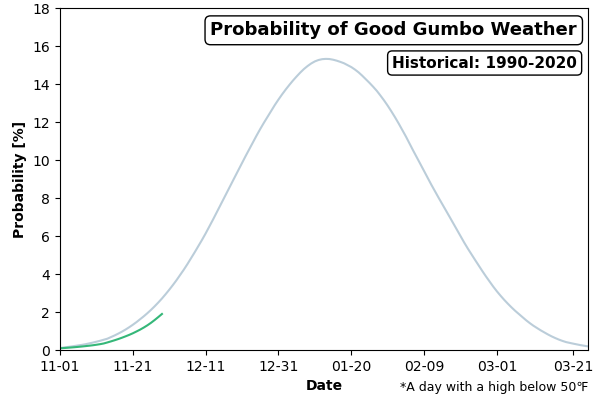 Probability of Good Gumbo Weather
Historical: 1990-2020
Probability [%]
18
16
14
12
10
8
6
4
2
0
11-01 11-21 12-11 12-31 01-20 02-09 03-01 03-21
Date
*A day with a high below 50°F